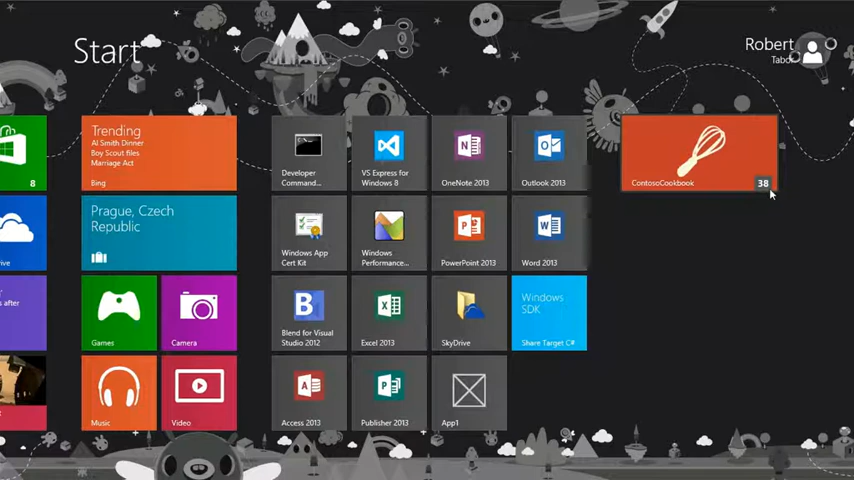 Start
Robert
Tabor
8
rive
s after
Trending
Al Smith Dinner
Boy Scout files
Marriage Act
Bing
Prague, Czech
Republic
Games
Camera
Music
Video
Developer
Command...
VS Express for
Windows 8
OneNote 2013
Outlook 2013
Windows App
Cert Kit
Windows
Performance...
PowerPoint 2013
Word 2013
Blend for Visual
Studio 2012
Excel 2013
SkyDrive
Windows
SDK
Share Target C#
Access 2013
Publisher 2013
App1
ContosoCookbook
38